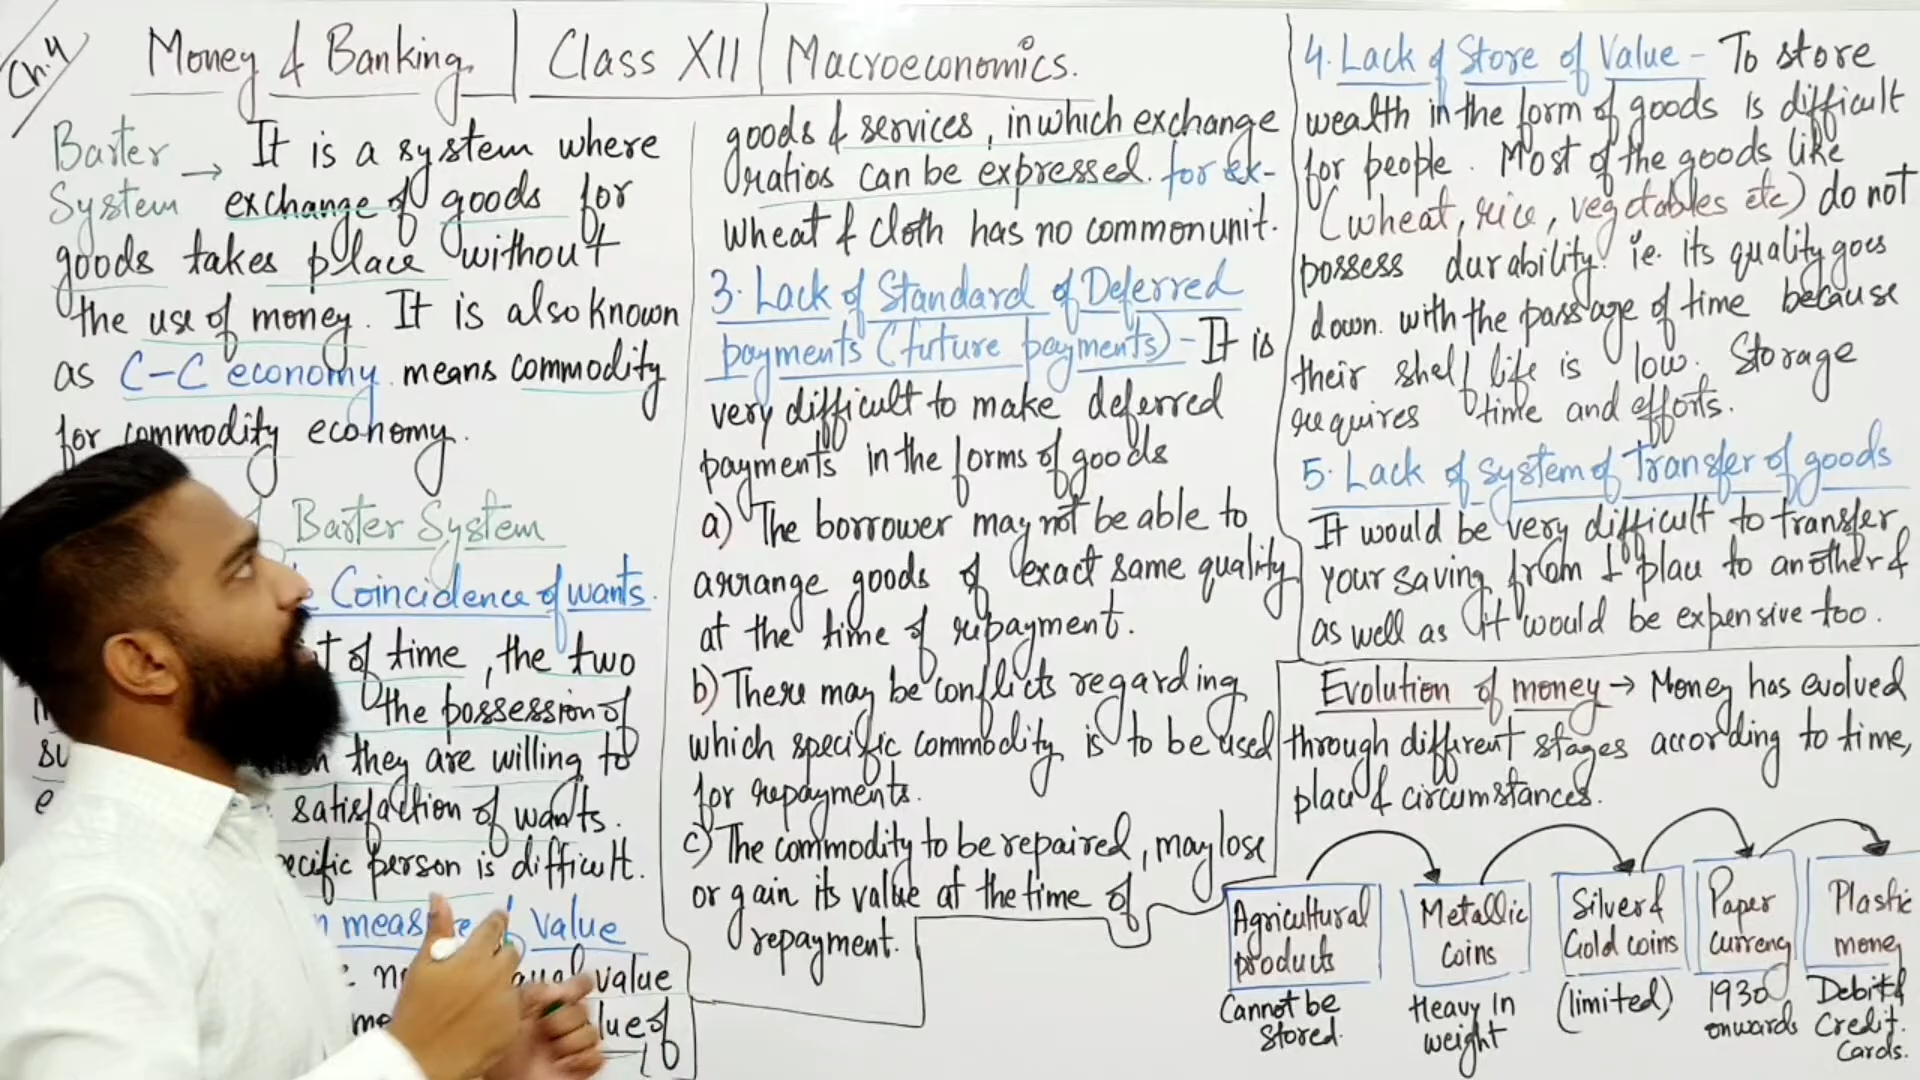 Ch.4
Money & Banking | Class XII | Macroeconomics.
Barter System → It is a system where
exchange of goods for
goods takes place without
the use of money. It is also known
as C-C economy. means commodity
for commodity economy.
Barter System
Coincidence of wants.
of time, the two
the possession of
they are willing to
satisfaction of wants.
person is difficult.
of value
value
of
goods & services, in which exchange
ratios can be expressed. for ex-
wheat & cloth has no common unit.
3. Lack of Standard of Deferred
payments (future payments) - It is
very difficult to make deferred
payments in the forms of goods
a) The borrower may not be able to
arrange goods of exact same quality
at the time of repayment.
b) There may be conflicts regarding
which specific commodity is to be used
for repayments.
c) The commodity to be repaired, may lose
or gain its value at the time of
repayment.
4. Lack of Store of Value - To store
wealth in the form of goods is difficult
for people. Most of the goods like
(wheat, rice, vegetables etc) do not
possess durability. i.e. its quality goes
down. with the passage of time because
their shelf life is low. Storage
requires time and efforts.
5. Lack of system of transfer of goods
It would be very difficult to transfer
your saving from 1 place to another &
as well as it would be expensive too.
Evolution of money → Money has evolved
through different stages according to time,
place & circumstances.
Agricultural
products
Cannot be
stored.
Metallic
Coins
Heavy in
weight
Silver &
Gold coins
(limited)
Paper
currency
1930
onwards
Plastic
money
Debit &
Credit.
Cards.